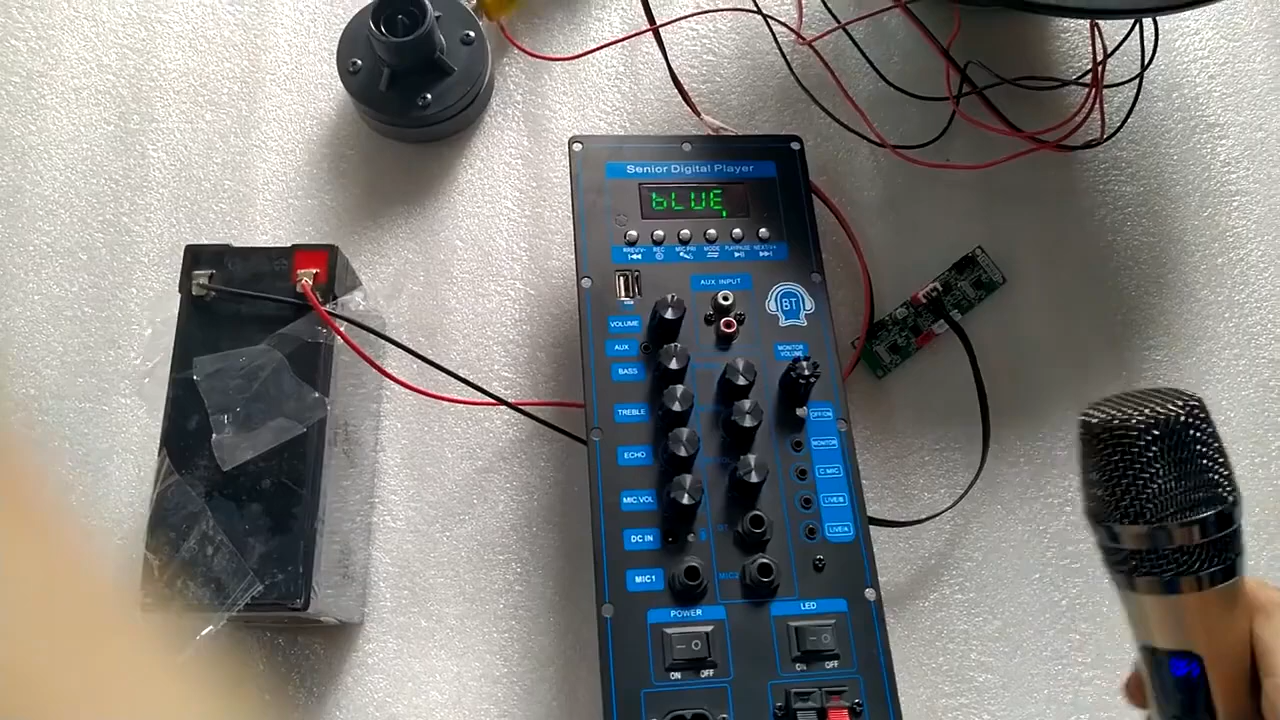 Senior Digital Player
bLUE
REC
MIC PRI
MODE
PLAY/PAUSE
NEXT/V+
USB
AUX INPUT
BT
VOLUME
AUX
MONITOR
VOLUME
BASS
TREBLE
OFF/ON
MONITOR
ECHO
C.MIC
MIC.VOL
LIVE/B
DC IN
LIVE/A
MIC1
MIC2
POWER
LED
ON OFF
ON OFF